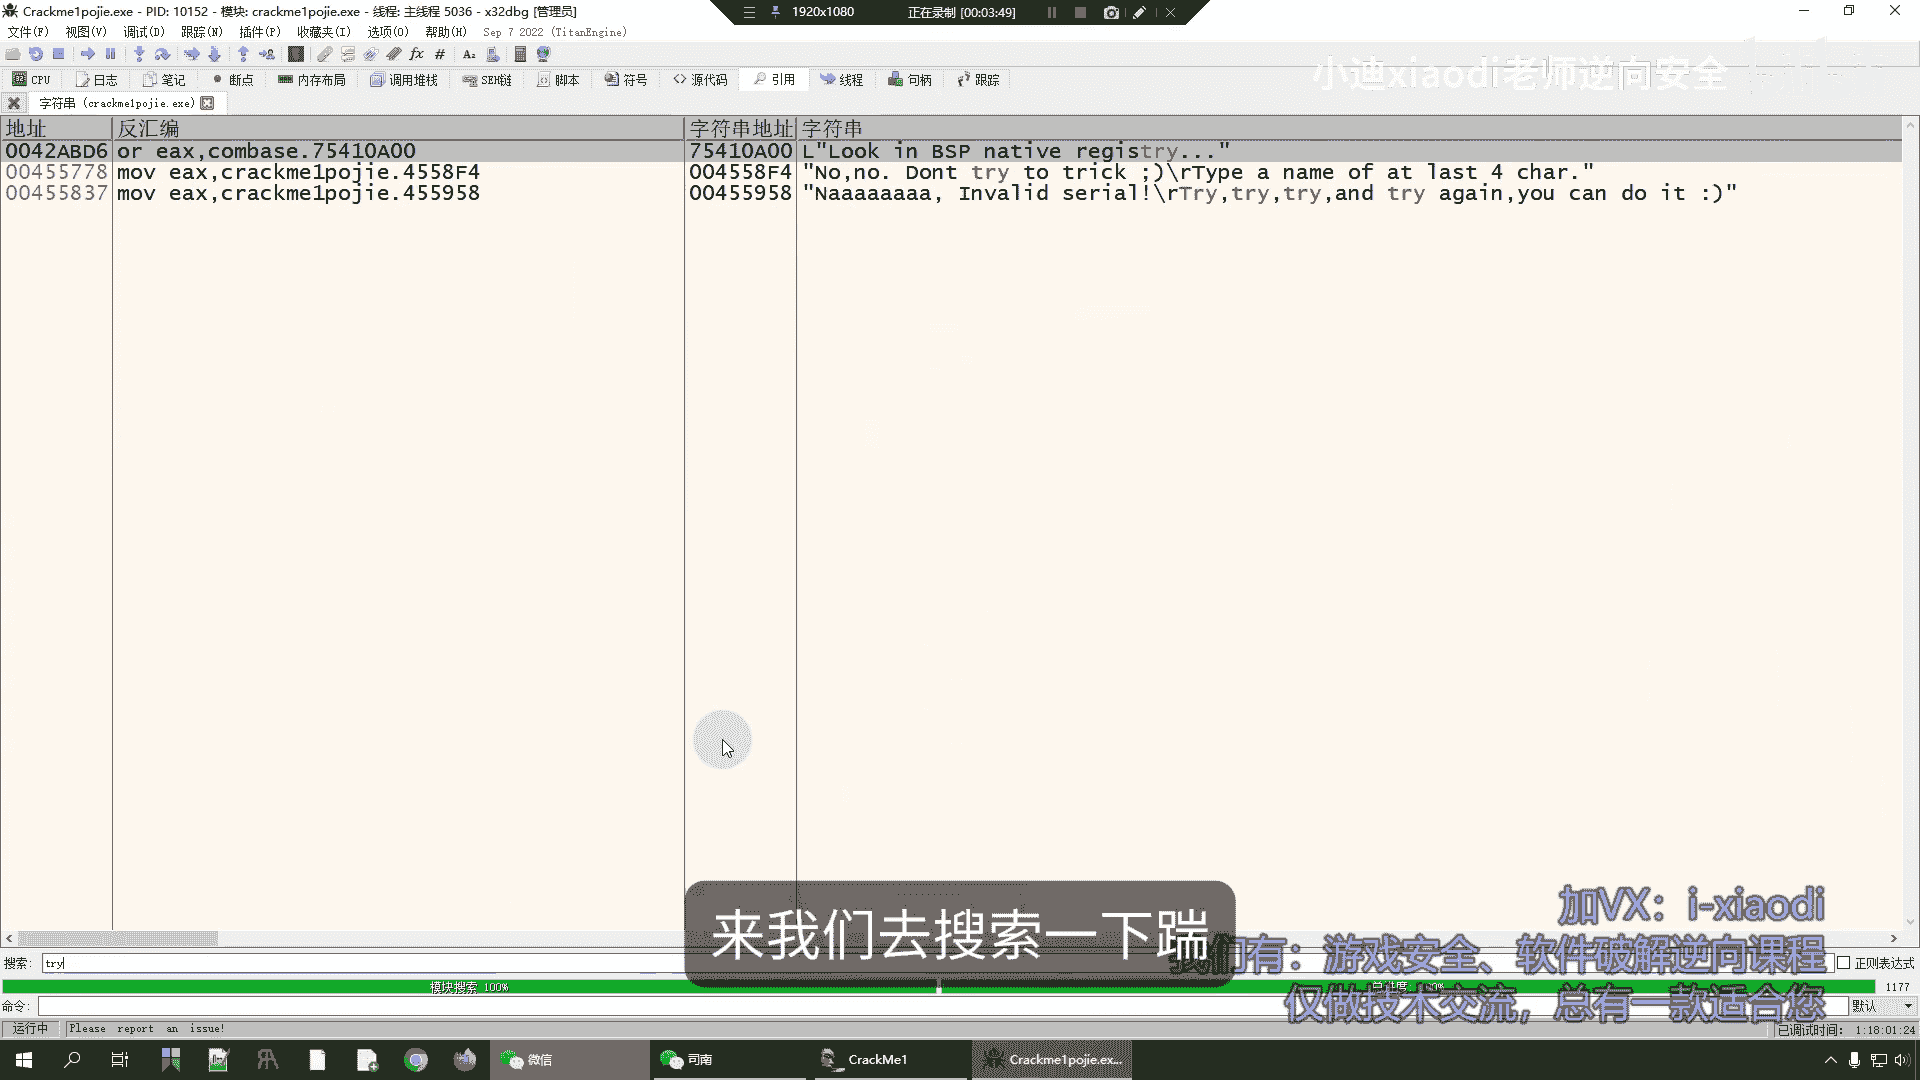 Crackme1pojie.exe - PID: 10152 - 模块: crackme1pojie.exe - 线程: 主线程 5036 - x32dbg [管理员]
1920x1080 正在录制 [00:03:49]
文件(F) 视图(V) 调试(D) 跟踪(N) 插件(P) 收藏夹(I) 选项(O) 帮助(H) Sep 7 2022 (TitanEngine)
CPU 日志 笔记 断点 内存布局 调用堆栈 SEH链 脚本 符号 源代码 引用 线程 句柄 跟踪
小迪xiaodi老师逆向安全
字符串 (crackme1pojie.exe)
地址 反汇编 字符串地址 字符串
0042ABD6 or eax,combase.75410A00 75410A00 L"Look in BSP native registry..."
00455778 mov eax,crackme1pojie.4558F4 004558F4 "No,no. Dont try to trick ;)\rType a name of at last 4 char."
00455837 mov eax,crackme1pojie.455958 00455958 "Naaaaaaaa, Invalid serial!\rTry,try,try,and try again,you can do it :)"
来我们去搜索一下踹
加VX：i-xiaodi
我们有：游戏安全、软件破解逆向课程
仅做技术交流，总有一款适合您
搜索: try 正则表达式
模块搜索 100% 1177
命令: 默认
运行中 Please report an issue! 已调试时间: 1:18:01:24
微信 司南 CrackMe1 Crackme1pojie.ex...